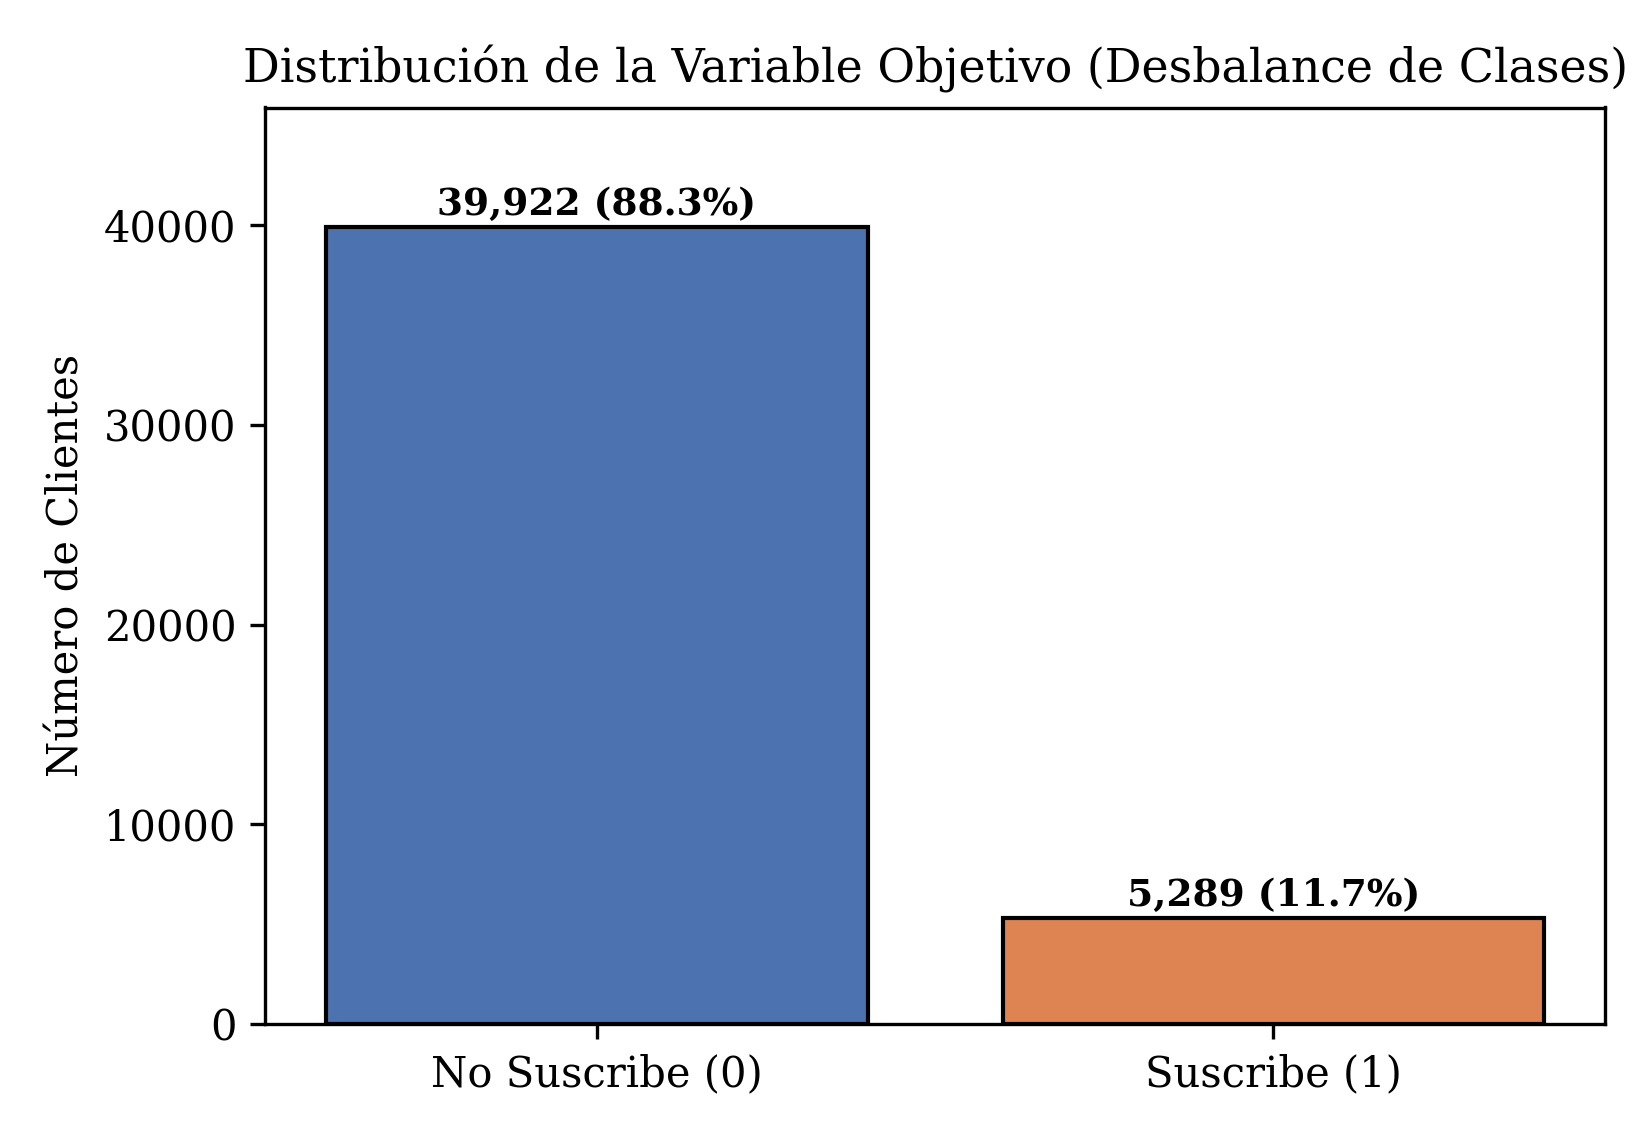 Distribución de la Variable Objetivo (Desbalance de Clases)
39,922 (88.3%)
40000
30000
20000
10000
0
Número de Clientes
5,289 (11.7%)
No Suscribe (0)
Suscribe (1)